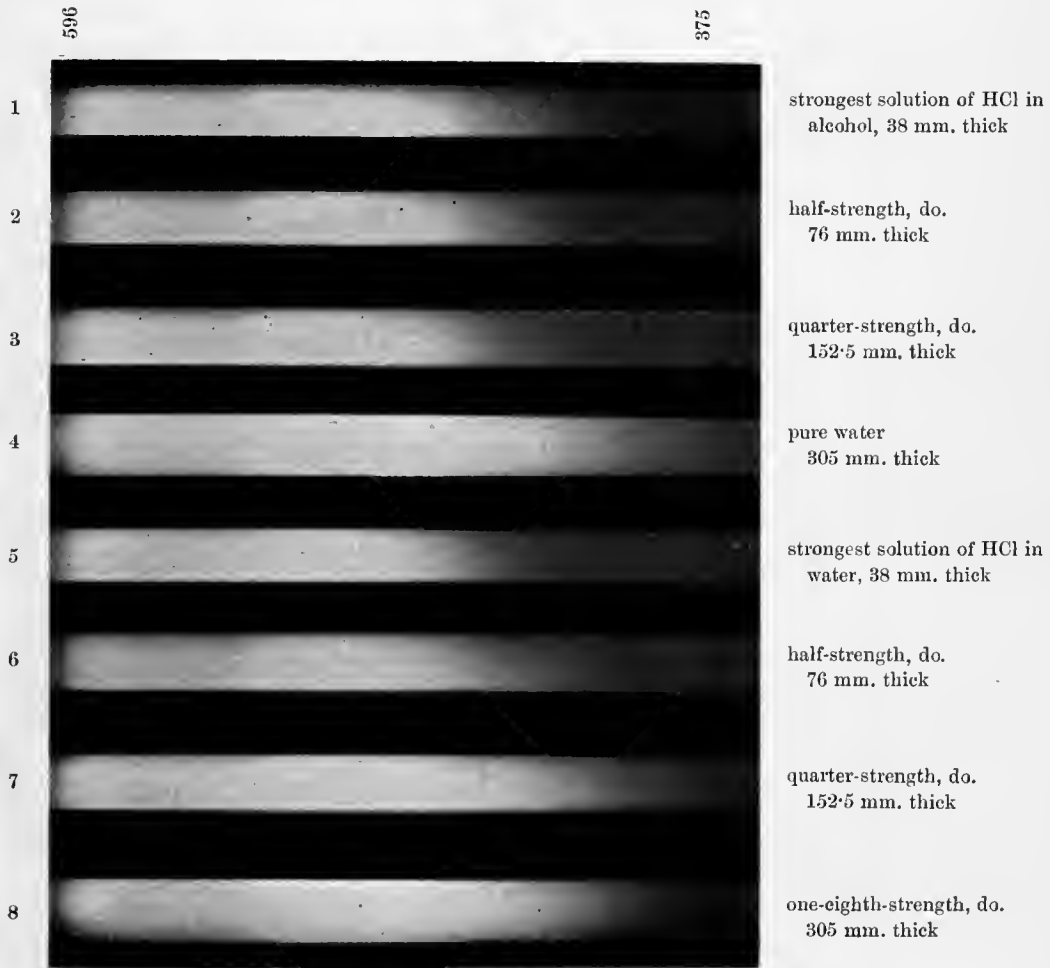 596
375
1
strongest solution of HCl in
alcohol, 38 mm. thick
2
half-strength, do.
76 mm. thick
3
quarter-strength, do.
152·5 mm. thick
4
pure water
305 mm. thick
5
strongest solution of HCl in
water, 38 mm. thick
6
half-strength, do.
76 mm. thick
7
quarter-strength, do.
152·5 mm. thick
8
one-eighth-strength, do.
305 mm. thick